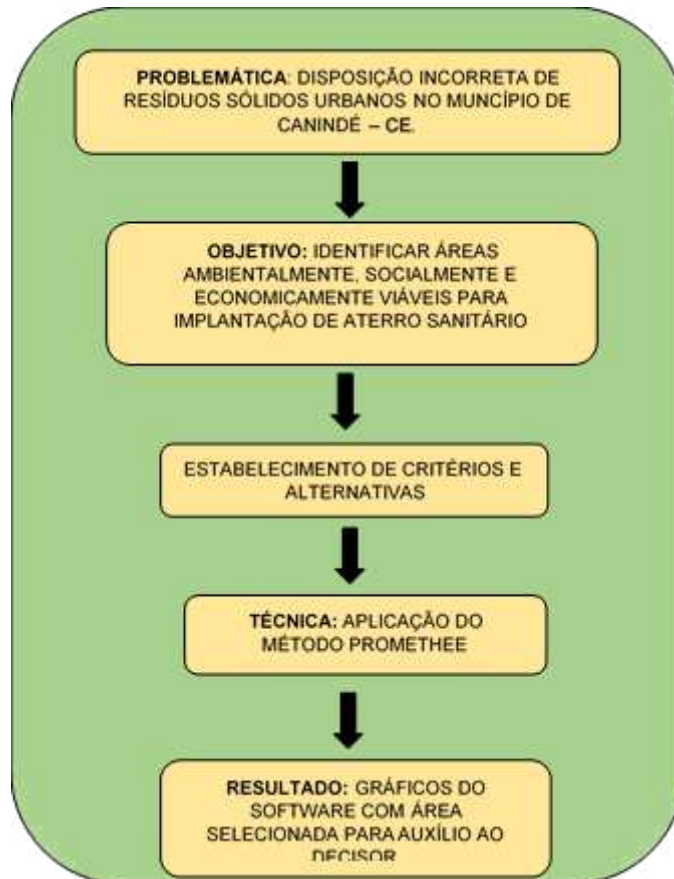 PROBLEMÁTICA: DISPOSIÇÃO INCORRETA DE
RESÍDUOS SÓLIDOS URBANOS NO MUNCÍPIO DE
CANINDÉ – CE.
OBJETIVO: IDENTIFICAR ÁREAS
AMBIENTALMENTE, SOCIALMENTE E
ECONOMICAMENTE VIÁVEIS PARA
IMPLANTAÇÃO DE ATERRO SANITÁRIO
ESTABELECIMENTO DE CRITÉRIOS E
ALTERNATIVAS
TÉCNICA: APLICAÇÃO DO
MÉTODO PROMETHEE
RESULTADO: GRÁFICOS DO
SOFTWARE COM ÁREA
SELECIONADA PARA AUXÍLIO AO
DECISOR